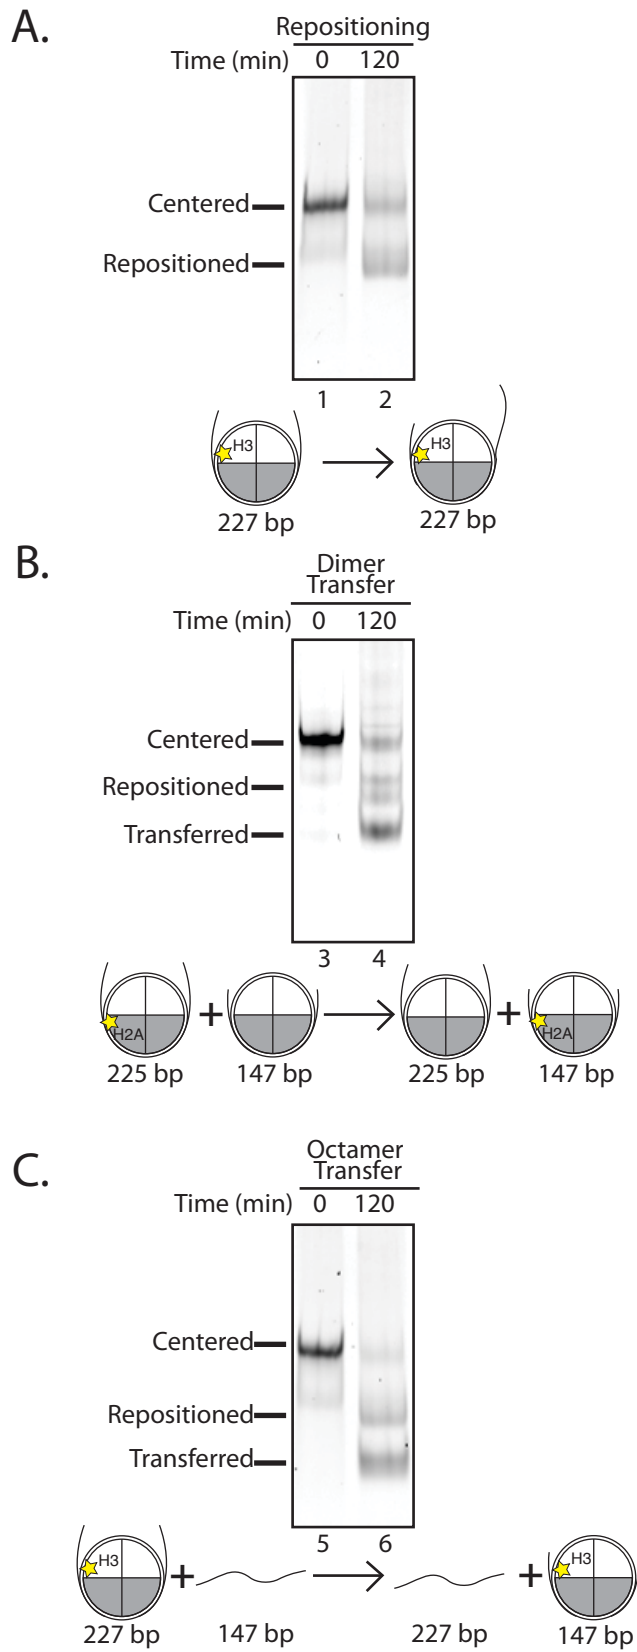 A.
Repositioning
Time (min) 0 120
Centered
Repositioned
1 2
H3 H3
227 bp 227 bp
B.
Dimer
Transfer
Time (min) 0 120
Centered
Repositioned
Transferred
3 4
+ +
H2A H2A
225 bp 147 bp 225 bp 147 bp
C.
Octamer
Transfer
Time (min) 0 120
Centered
Repositioned
Transferred
5 6
H3 + + H3
227 bp 147 bp 227 bp 147 bp